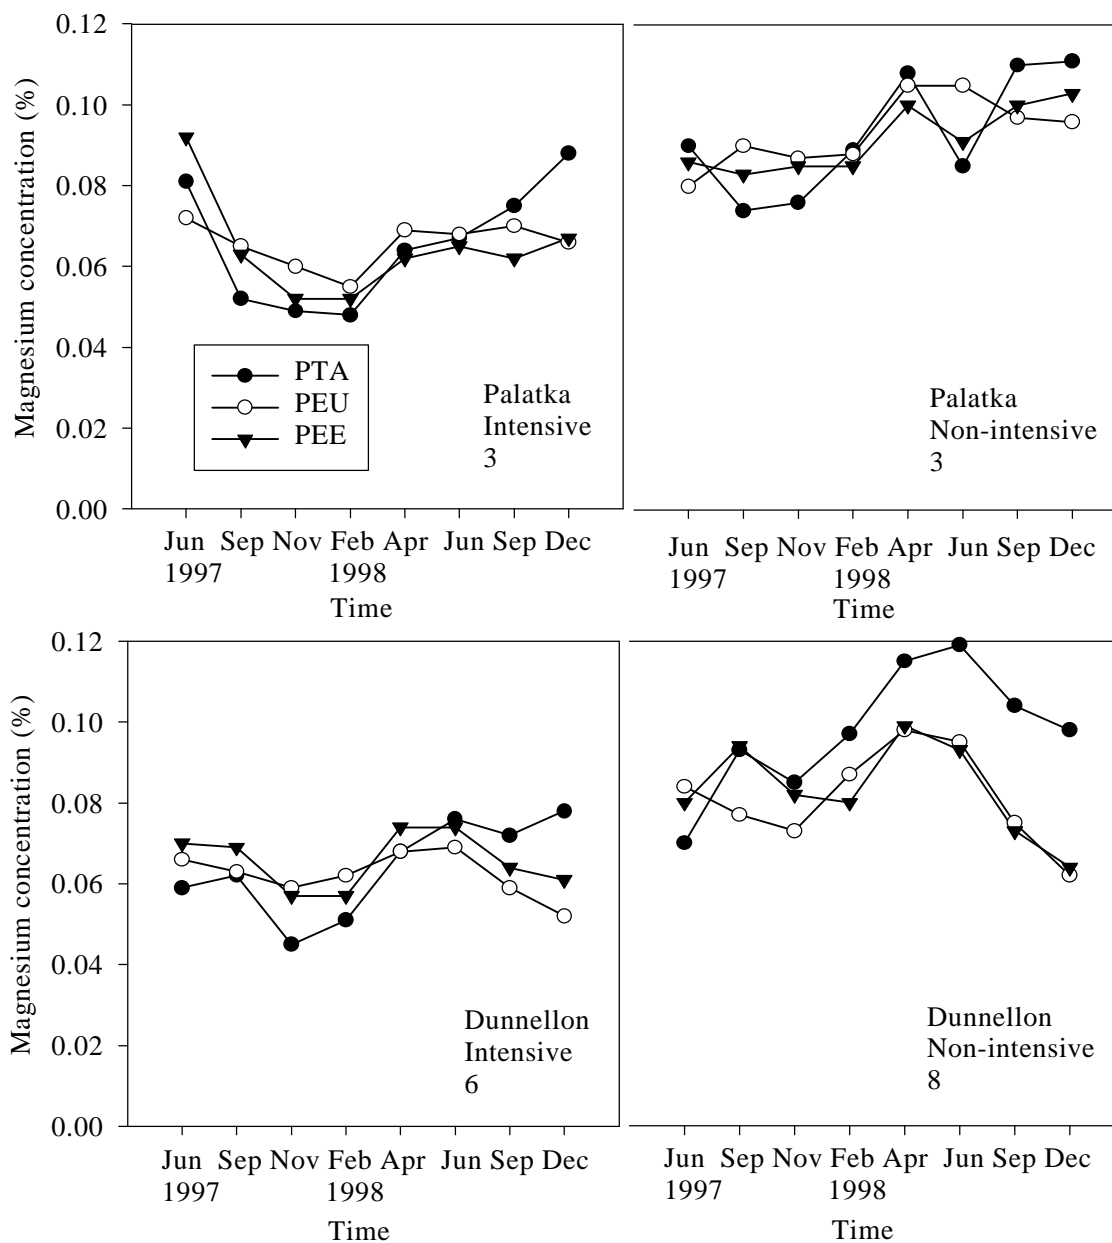 0.12
0.10
0.08
0.06
0.04
0.02
0.00
Magnesium concentration (%)
PTA
PEU
PEE
Palatka
Intensive
3
Jun Sep Nov Feb Apr Jun Sep Dec
1997 1998
Time
Palatka
Non-intensive
3
Jun Sep Nov Feb Apr Jun Sep Dec
1997 1998
Time
0.12
0.10
0.08
0.06
0.04
0.02
0.00
Magnesium concentration (%)
Dunnellon
Intensive
6
Jun Sep Nov Feb Apr Jun Sep Dec
1997 1998
Time
Dunnellon
Non-intensive
8
Jun Sep Nov Feb Apr Jun Sep Dec
1997 1998
Time